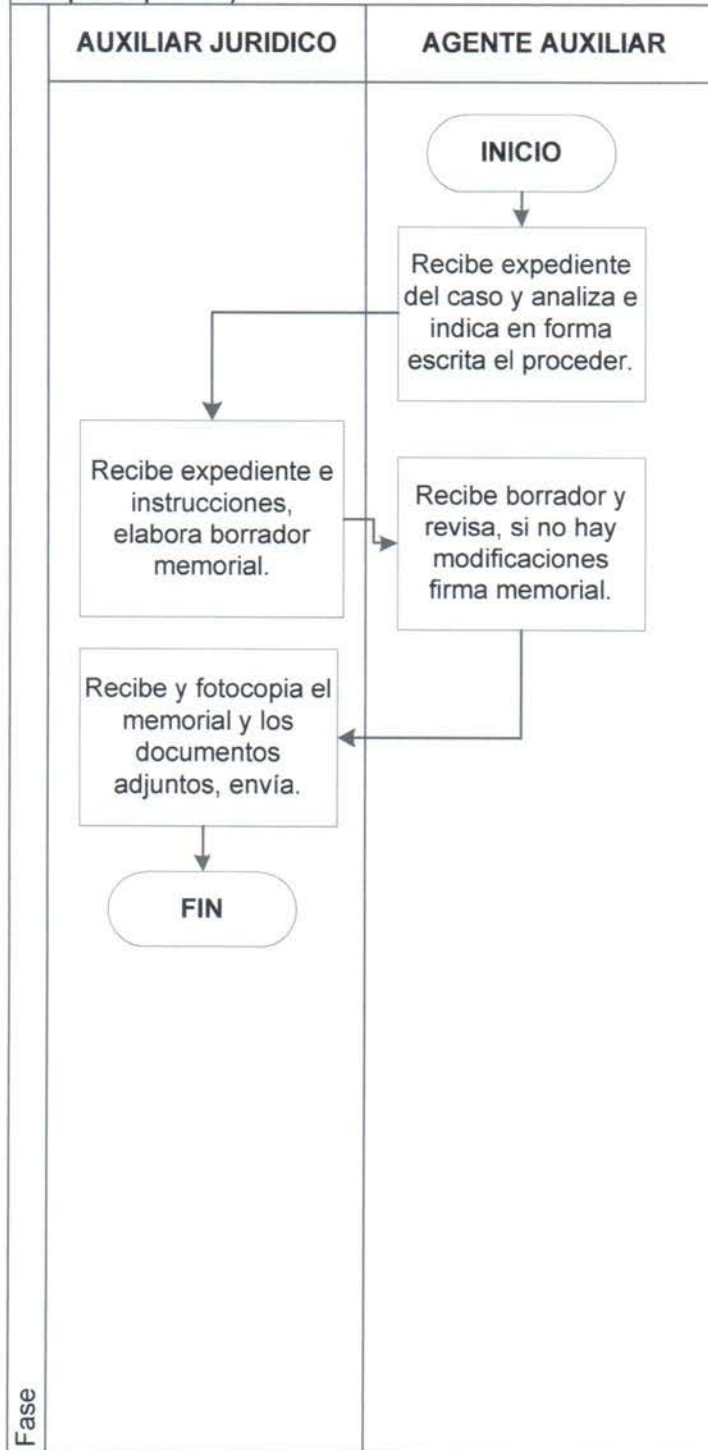 AUXILIAR JURIDICO
AGENTE AUXILIAR
INICIO
Recibe expediente
del caso y analiza e
indica en forma
escrita el proceder.
Recibe expediente e
instrucciones,
elabora borrador
memorial.
Recibe borrador y
revisa, si no hay
modificaciones
firma memorial.
Recibe y fotocopia el
memorial y los
documentos
adjuntos, envía.
FIN
Fase